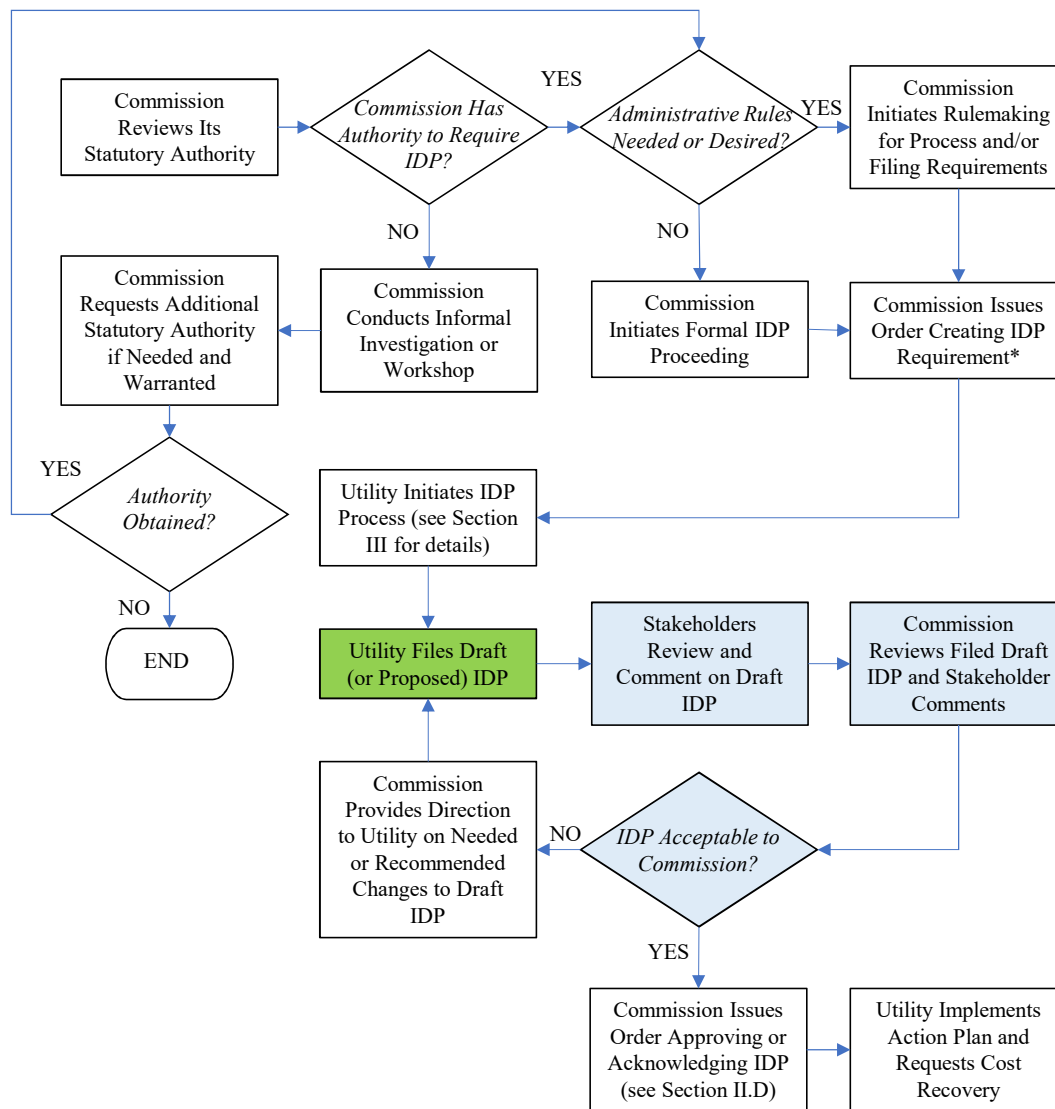 Commission
Reviews Its
Statutory Authority
Commission Has
Authority to Require
IDP?
YES
Administrative Rules
Needed or Desired?
YES
Commission
Initiates Rulemaking
for Process and/or
Filing Requirements
NO
NO
Commission
Requests Additional
Statutory Authority
if Needed and
Warranted
Commission
Conducts Informal
Investigation or
Workshop
Commission
Initiates Formal IDP
Proceeding
Commission Issues
Order Creating IDP
Requirement*
YES
Authority
Obtained?
NO
END
Utility Initiates IDP
Process (see Section
III for details)
Utility Files Draft
(or Proposed) IDP
Stakeholders
Review and
Comment on Draft
IDP
Commission
Reviews Filed Draft
IDP and Stakeholder
Comments
Commission
Provides Direction
to Utility on Needed
or Recommended
Changes to Draft
IDP
NO
IDP Acceptable to
Commission?
YES
Commission Issues
Order Approving or
Acknowledging IDP
(see Section II.D)
Utility Implements
Action Plan and
Requests Cost
Recovery